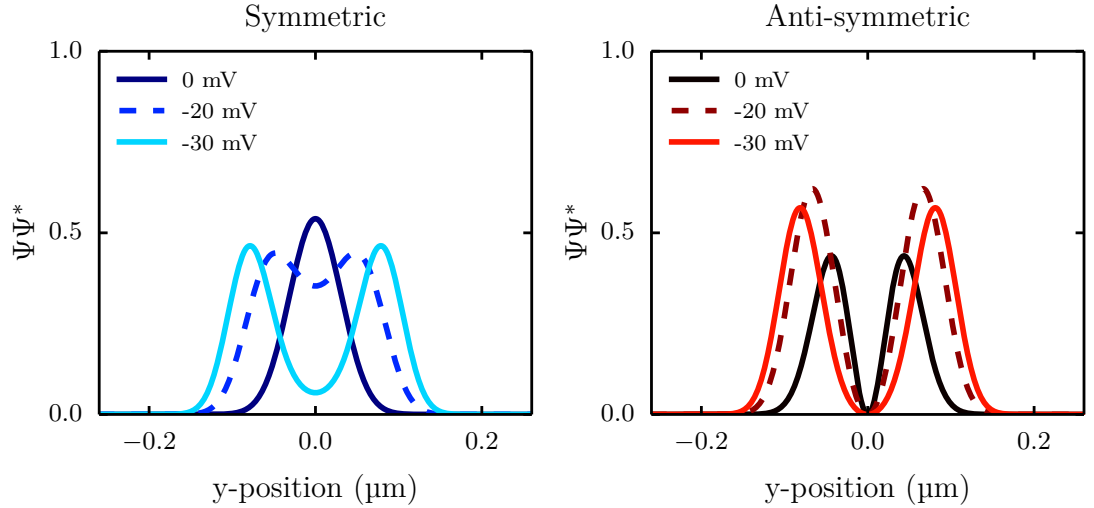 Symmetric
1.0
0 mV
-20 mV
-30 mV
ΨΨ*
0.5
0.0
−0.2
0.0
0.2
y-position (µm)
Anti-symmetric
1.0
0 mV
-20 mV
-30 mV
ΨΨ*
0.5
0.0
−0.2
0.0
0.2
y-position (µm)